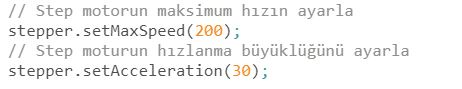 // Step motorun maksimum hızın ayarla
stepper.setMaxSpeed(200);
// Step moturun hızlanma büyüklüğünü ayarla
stepper.setAcceleration(30);